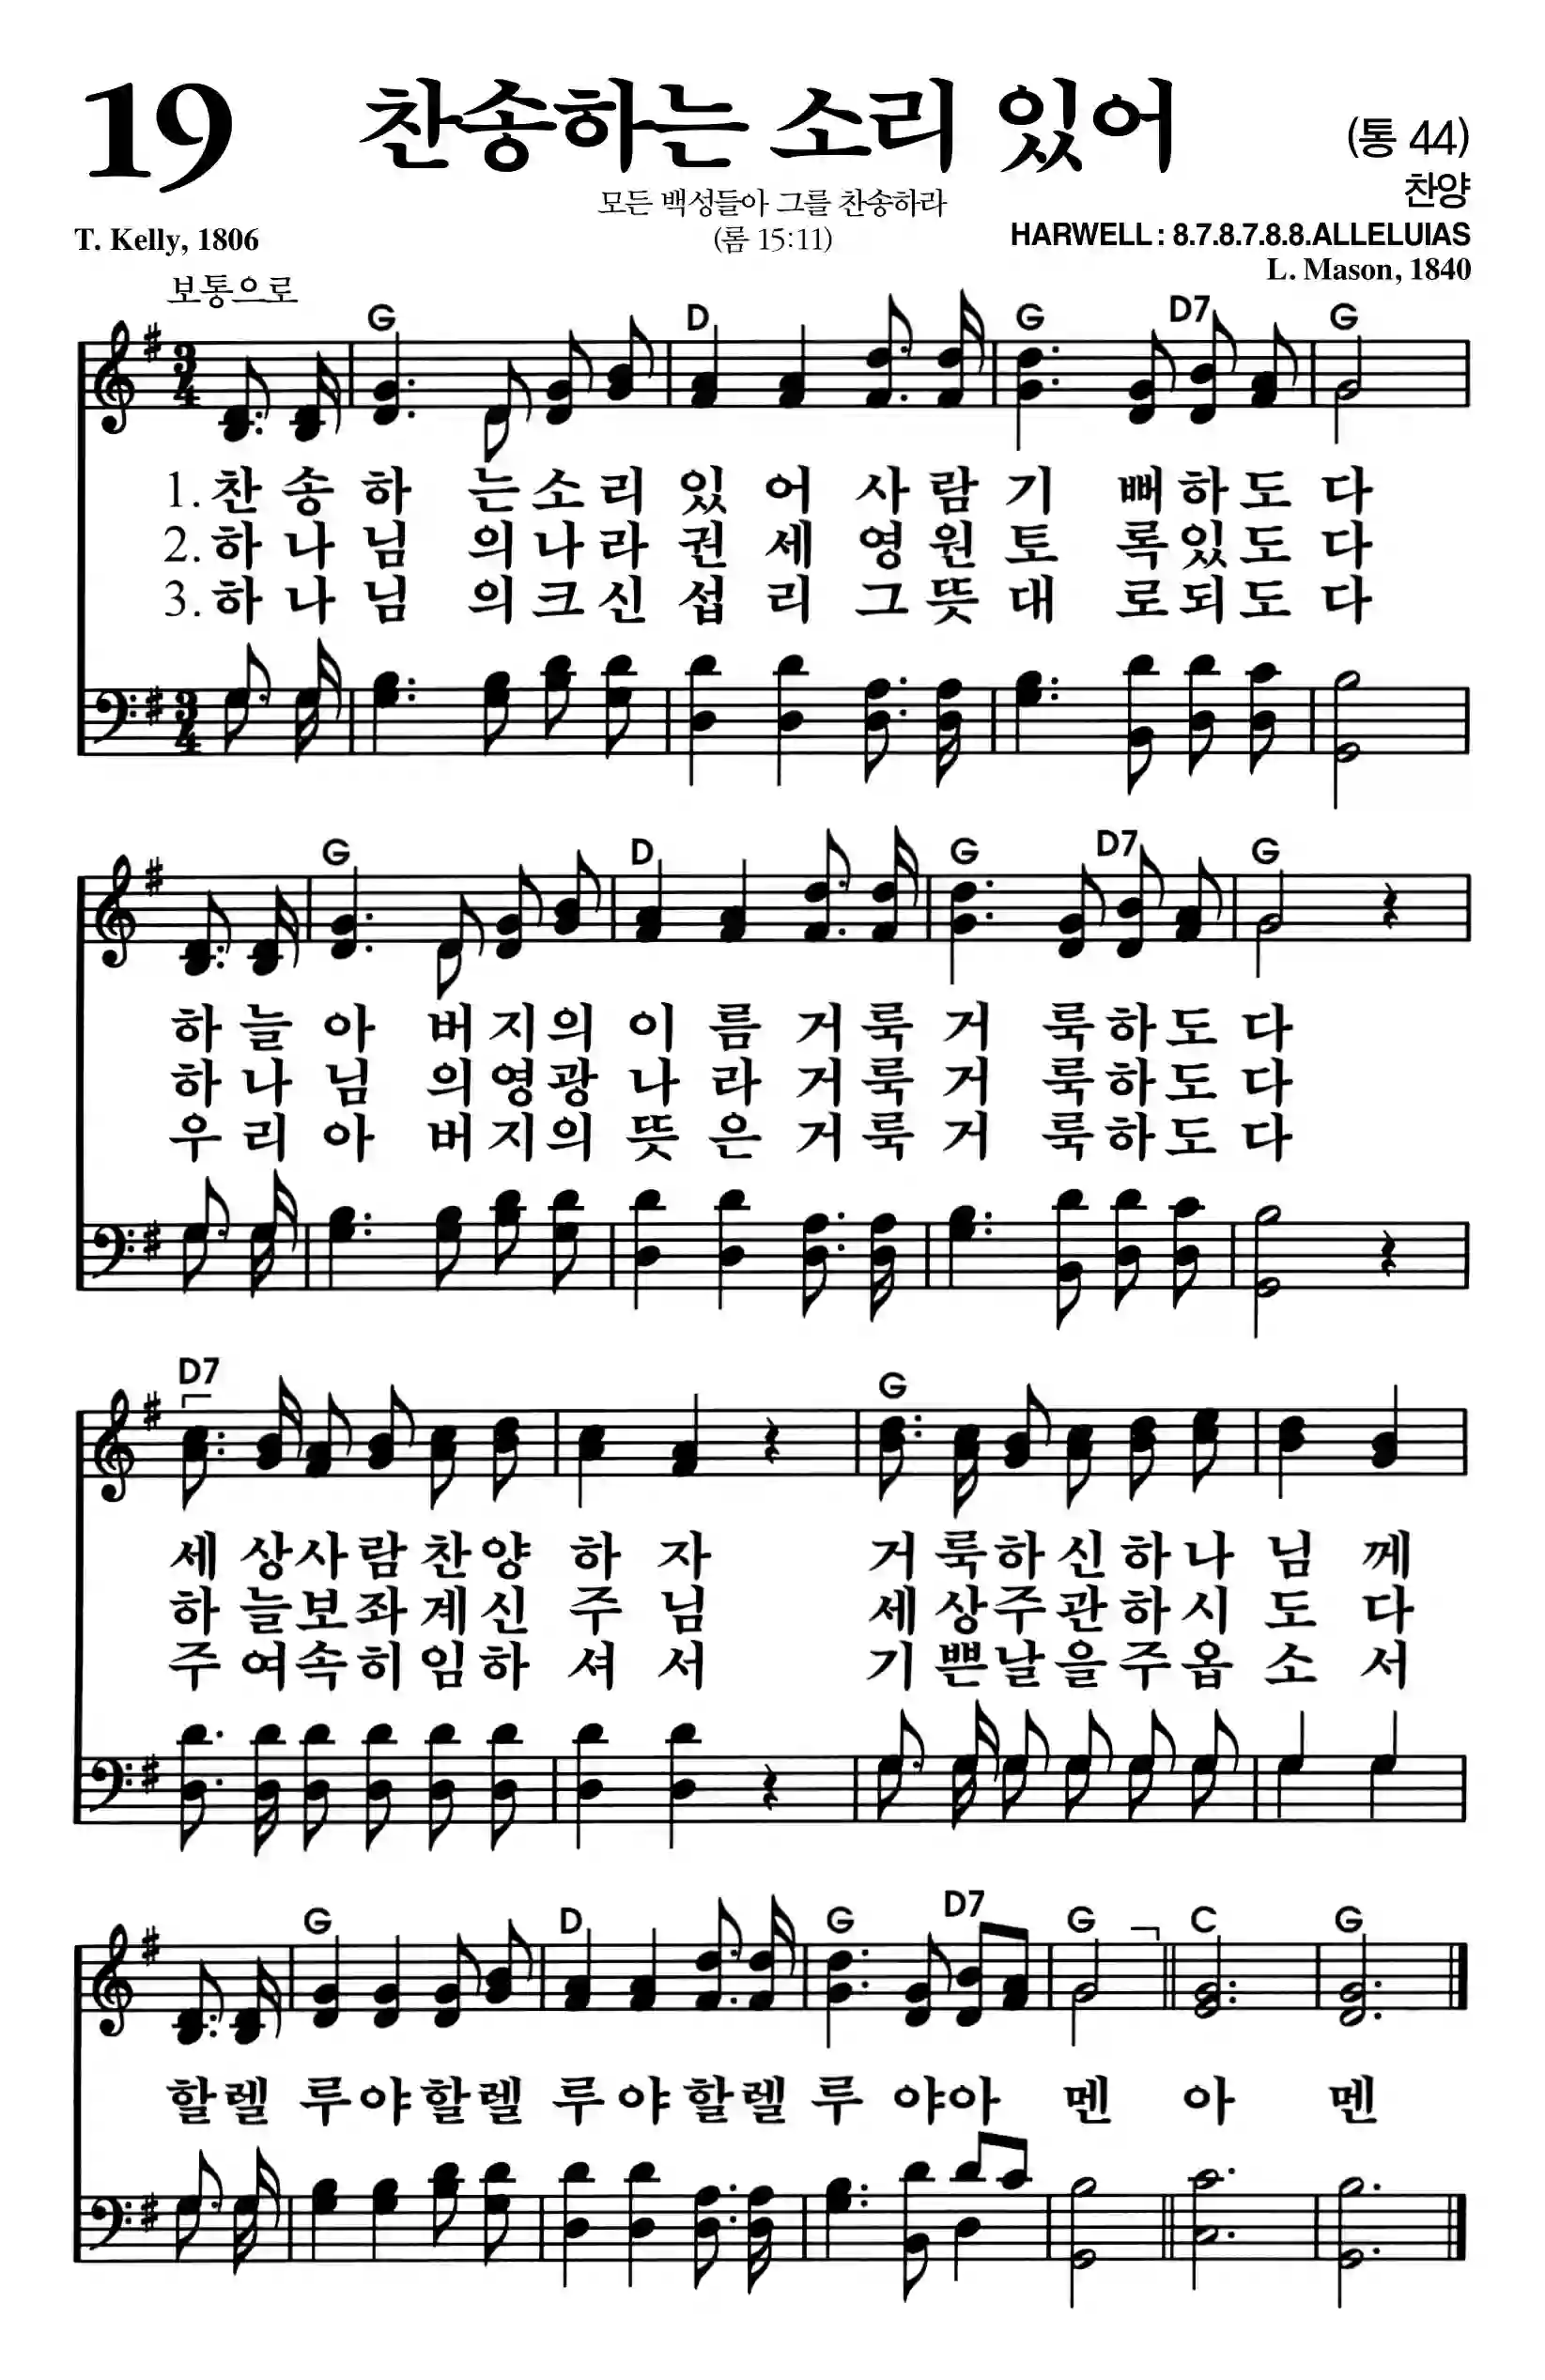 19 찬송하는 소리 있어 (통 44)
모든 백성들아 그를 찬송하라 찬양
T. Kelly, 1806 (롬 15:11) HARWELL : 8.7.8.7.8.8.ALLELUIAS
L. Mason, 1840
보통으로
G D G D7 G
3 4
1. 찬 송 하 는 소 리 있 어 사 람 기 뻐 하 도 다
2. 하 나 님 의 나 라 권 세 영 원 토 록 있 도 다
3. 하 나 님 의 크 신 섭 리 그 뜻 대 로 되 도 다
3 4
G D G D7 G
하 늘 아 버 지 의 이 름 거 룩 거 룩 하 도 다
하 나 님 의 영 광 나 라 거 룩 거 룩 하 도 다
우 리 아 버 지 의 뜻 은 거 룩 거 룩 하 도 다
D7 G
세 상 사 람 찬 양 하 자 거 룩 하 신 하 나 님 께
하 늘 보 좌 계 신 주 님 세 상 주 관 하 시 도 다
주 여 속 히 임 하 셔 서 기 쁜 날 을 주 옵 소 서
G D G D7 G C G
할 렐 루 야 할 렐 루 야 할 렐 루 야 아 멘 아 멘